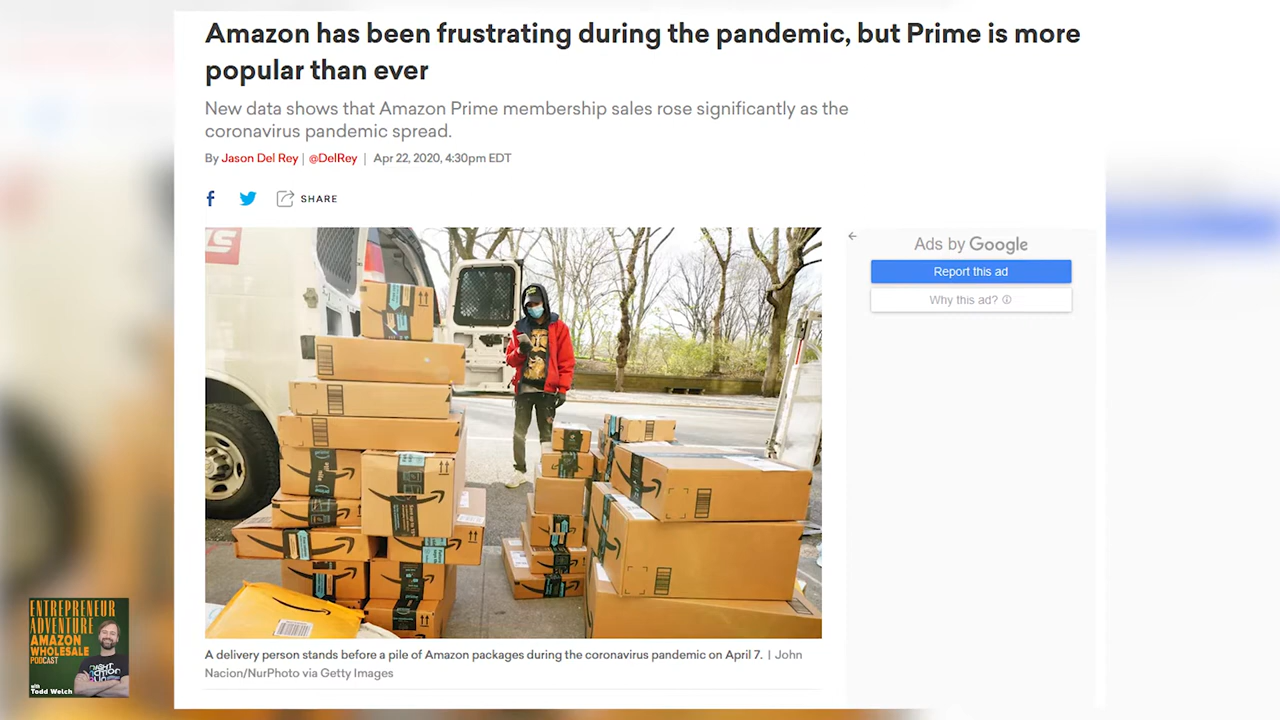 Amazon has been frustrating during the pandemic, but Prime is more
popular than ever
New data shows that Amazon Prime membership sales rose significantly as the
coronavirus pandemic spread.
By Jason Del Rey | @DelRey | Apr 22, 2020, 4:30pm EDT
SHARE
Ads by Google
Report this ad
Why this ad?
A delivery person stands before a pile of Amazon packages during the coronavirus pandemic on April 7. | John
Nacion/NurPhoto via Getty Images
ENTREPRENEUR
ADVENTURE
AMAZON
WHOLESALE
PODCAST
with
Todd Welch